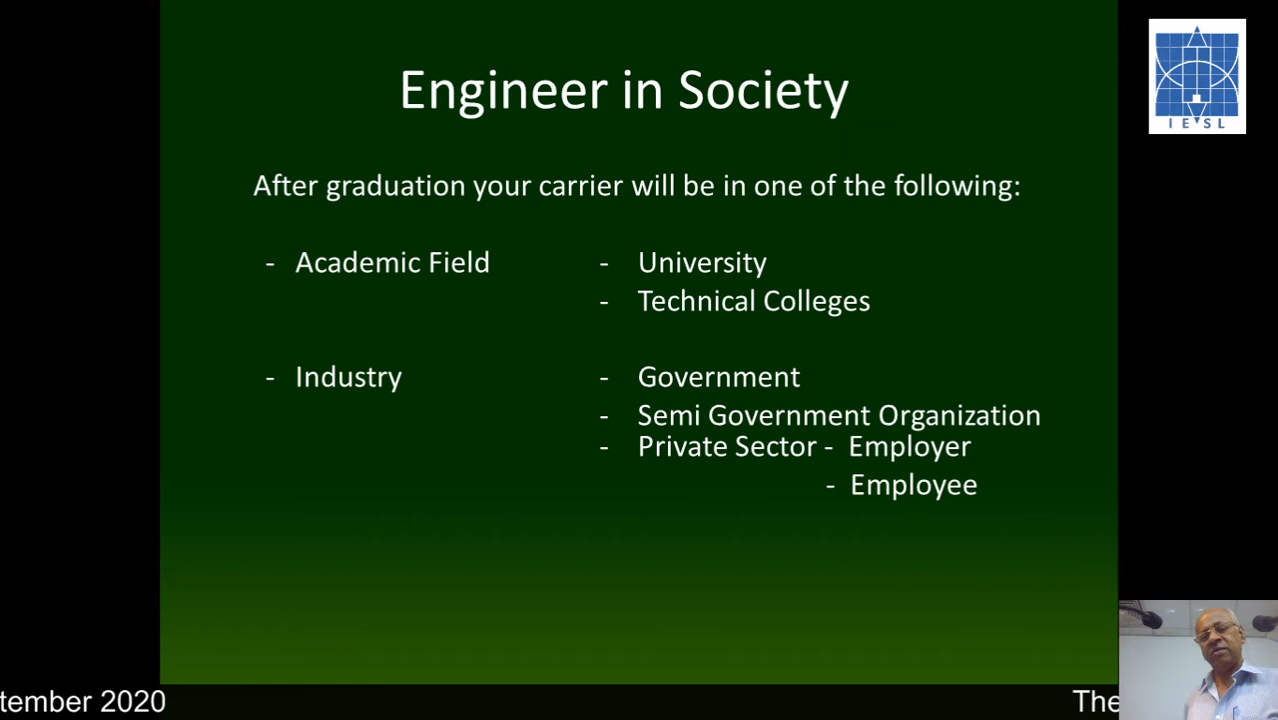 Engineer in Society
After graduation your carrier will be in one of the following:
- Academic Field - University
- Technical Colleges
- Industry - Government
- Semi Government Organization
- Private Sector - Employer
- Employee
IESL
tember 2020 The